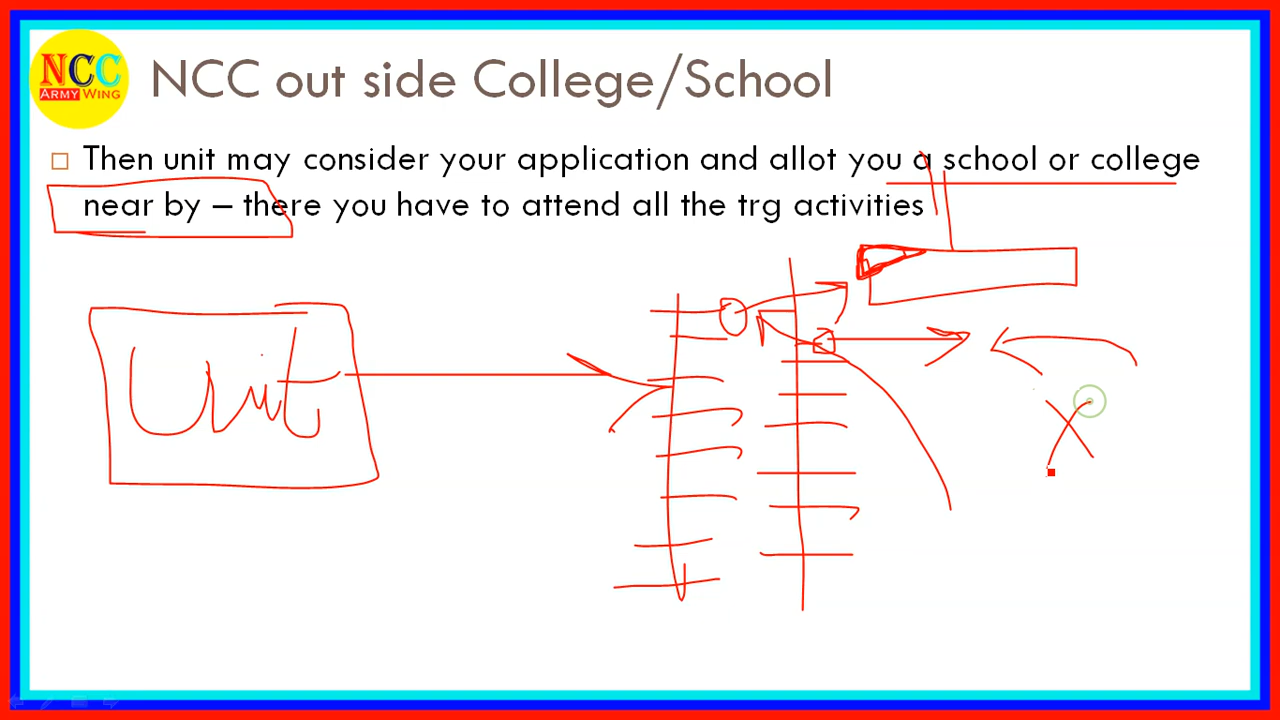 NCC
ARMY WING
NCC out side College/School
Then unit may consider your application and allot you a school or college
near by – there you have to attend all the trg activities
Unit
X